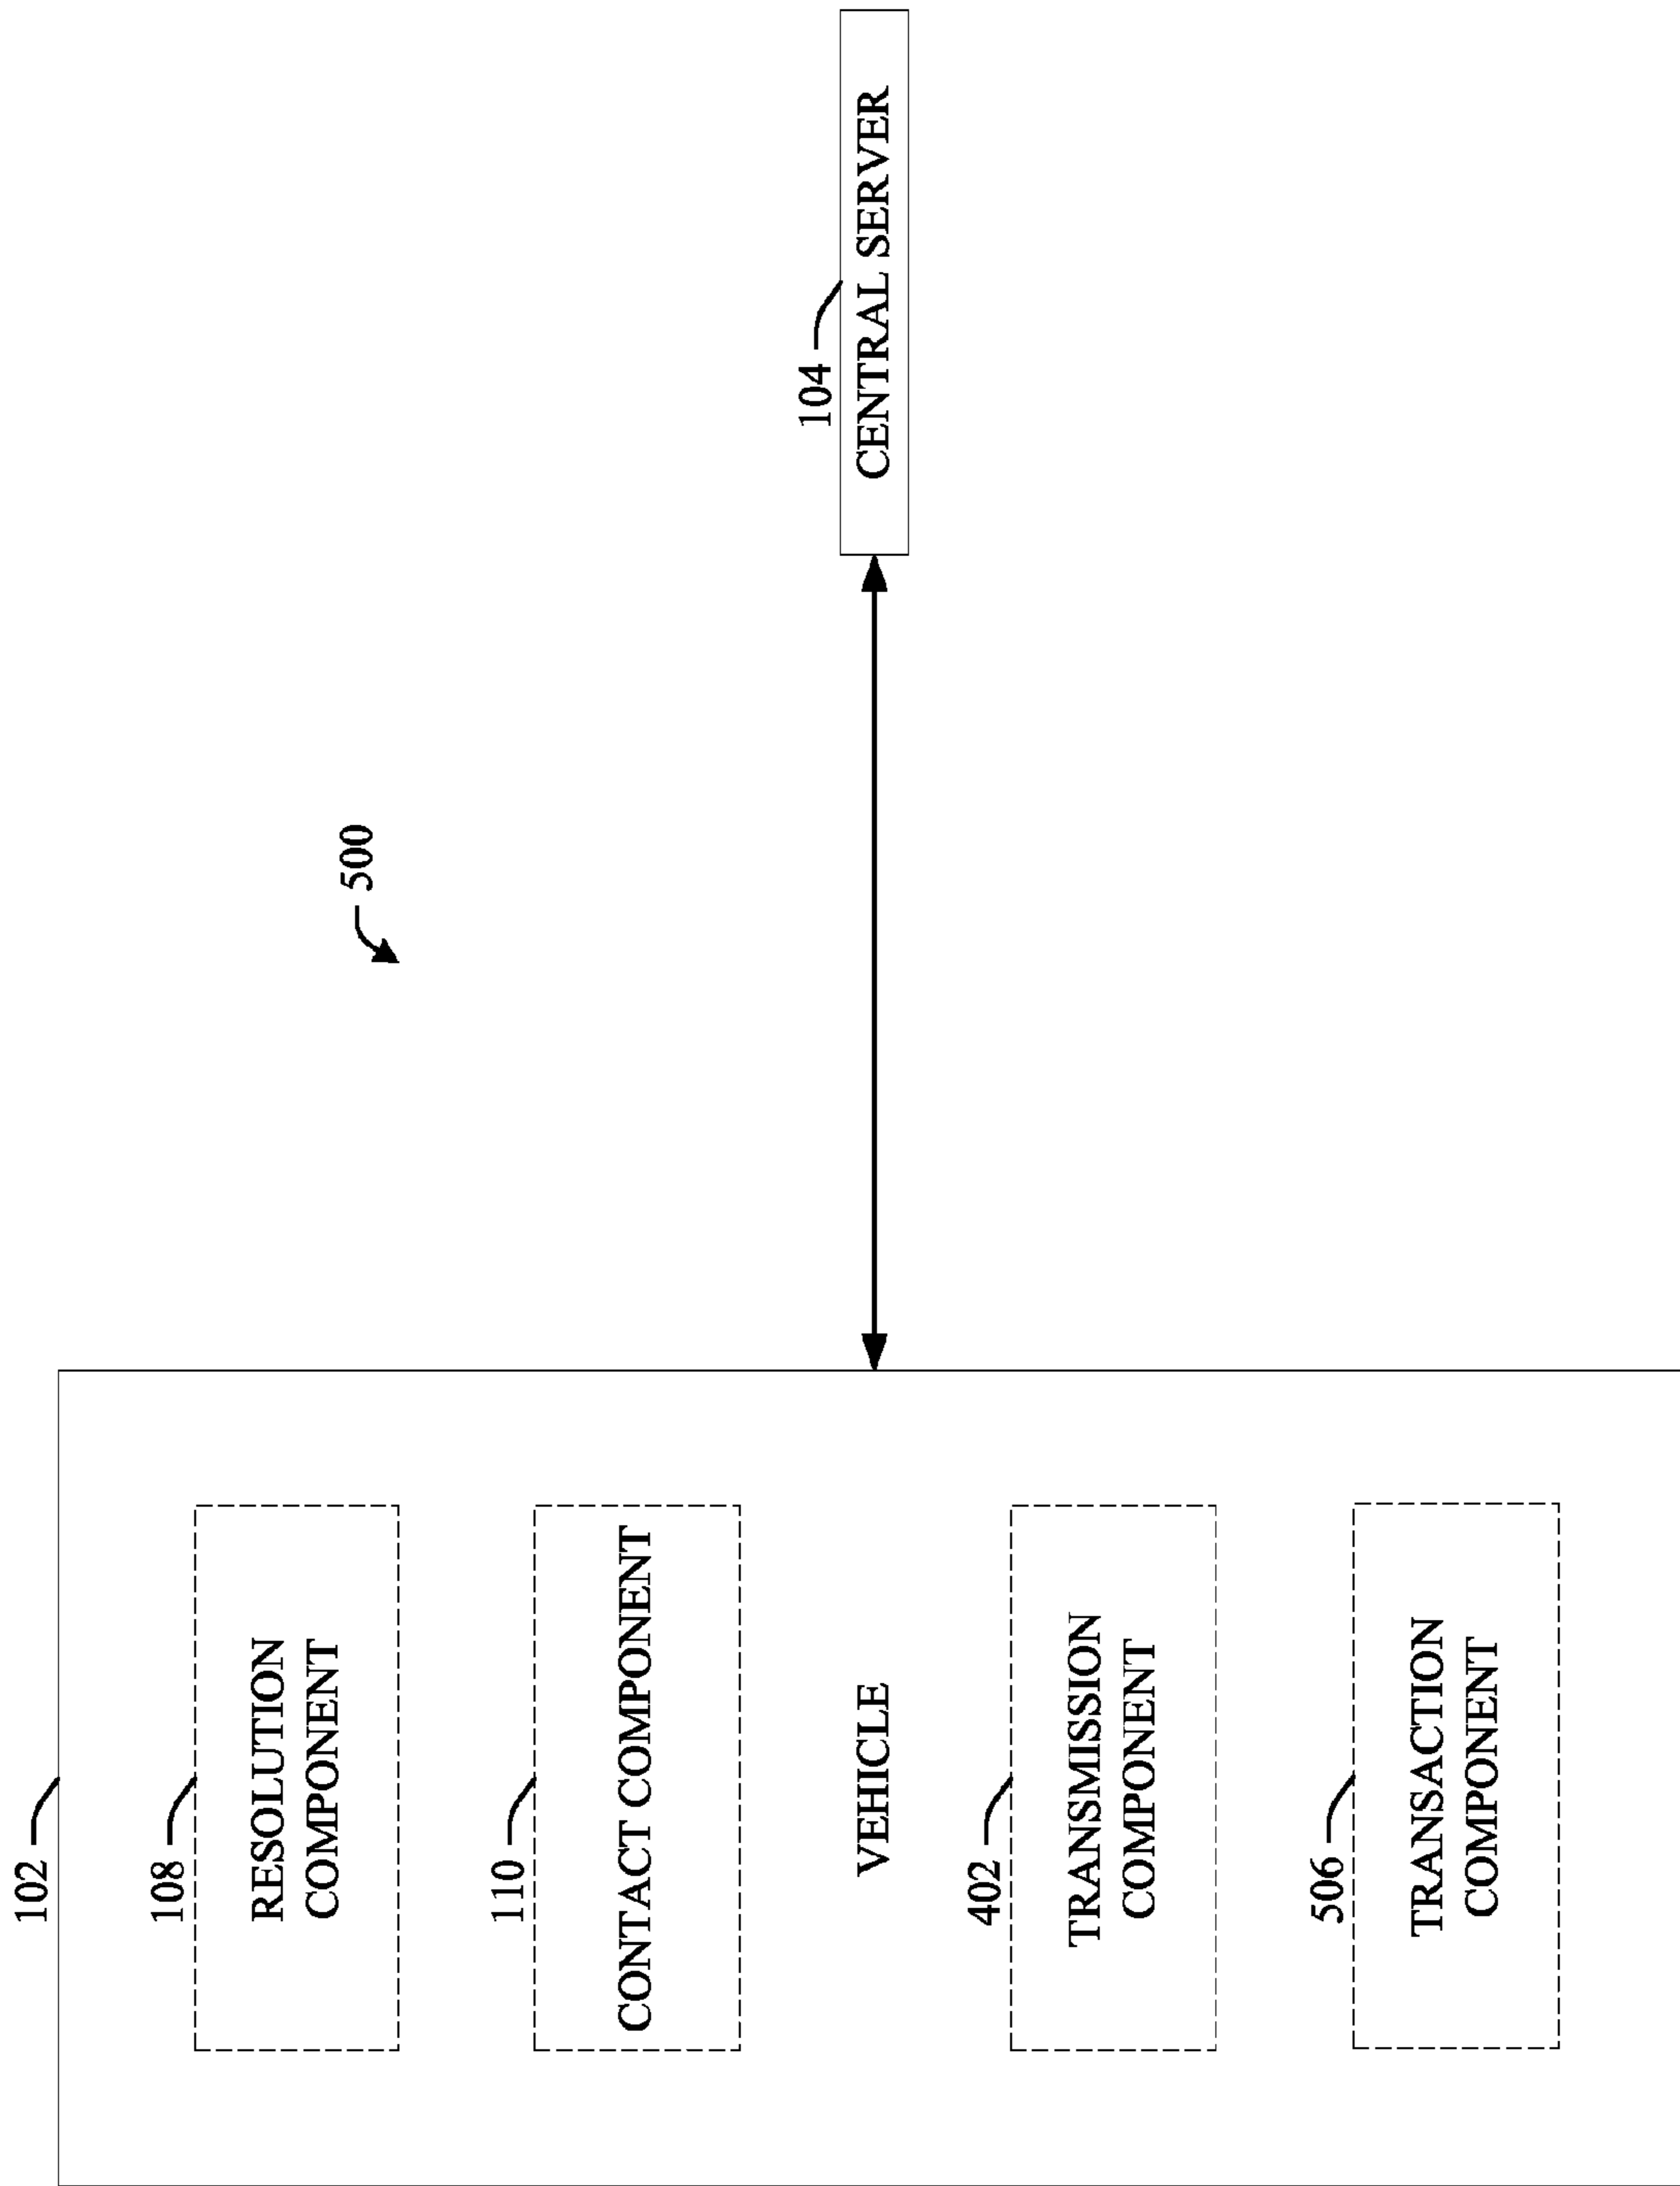 500
102
108
RESOLUTION
COMPONENT
110
CONTACT COMPONENT
VEHICLE
402
TRANSMISSION
COMPONENT
506
TRANSACTION
COMPONENT
104
CENTRAL SERVER